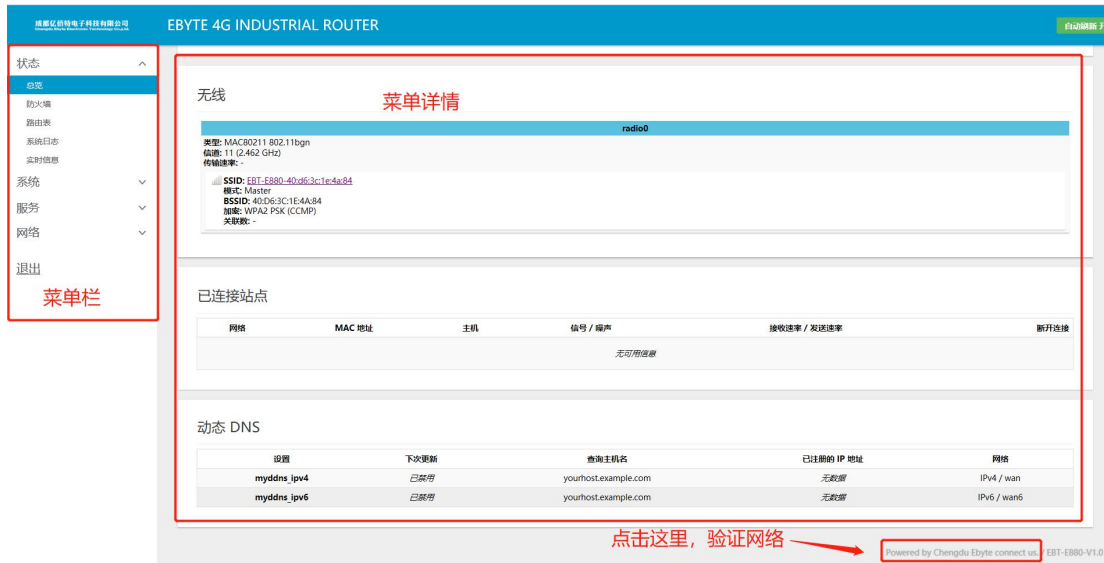 成都亿佰特电子科技有限公司
Chengdu Ebyte Electronic Technology Co.,Ltd.
EBYTE 4G INDUSTRIAL ROUTER
自动刷新 开
状态
总览
防火墙
路由表
系统日志
实时信息
系统
服务
网络
退出
菜单栏
无线
菜单详情
radio0
类型: MAC80211 802.11bgn
信道: 11 (2.462 GHz)
传输速率: -
SSID: EBT-E880-40:d6:3c:1e:4a:84
模式: Master
BSSID: 40:D6:3C:1E:4A:84
加密: WPA2 PSK (CCMP)
关联数: -
已连接站点
网络 MAC 地址 主机 信号 / 噪声 接收速率 / 发送速率 断开连接
无可用信息
动态 DNS
设置 下次更新 查询主机名 已注册的 IP 地址 网络
myddns_ipv4 已禁用 yourhost.example.com 无数据 IPv4 / wan
myddns_ipv6 已禁用 yourhost.example.com 无数据 IPv6 / wan6
点击这里，验证网络
Powered by Chengdu Ebyte connect us. / EBT-E880-V1.0